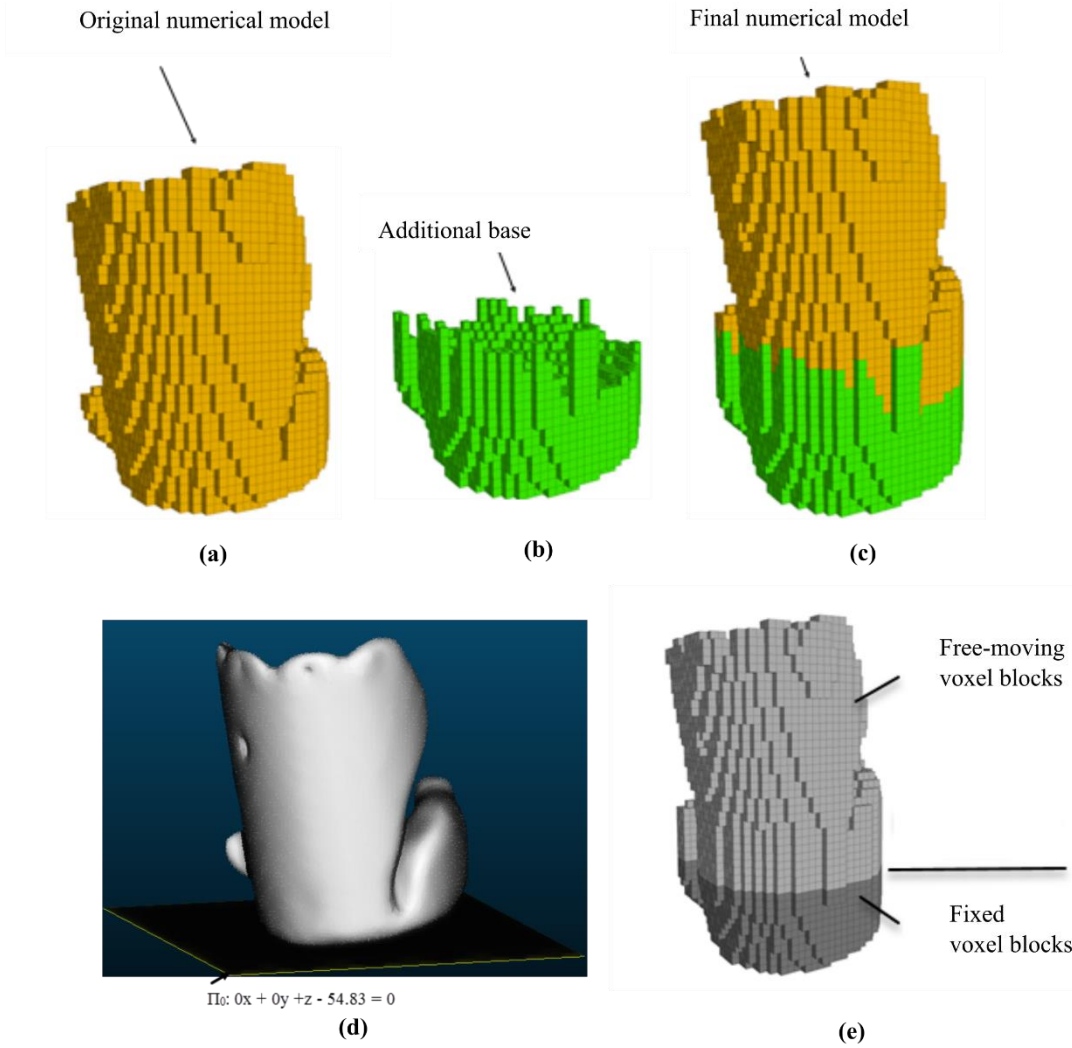 Original numerical model
Final numerical model
Additional base
(a)
(b)
(c)
Π₀: 0x + 0y +z - 54.83 = 0
(d)
Free-moving
voxel blocks
Fixed
voxel blocks
(e)